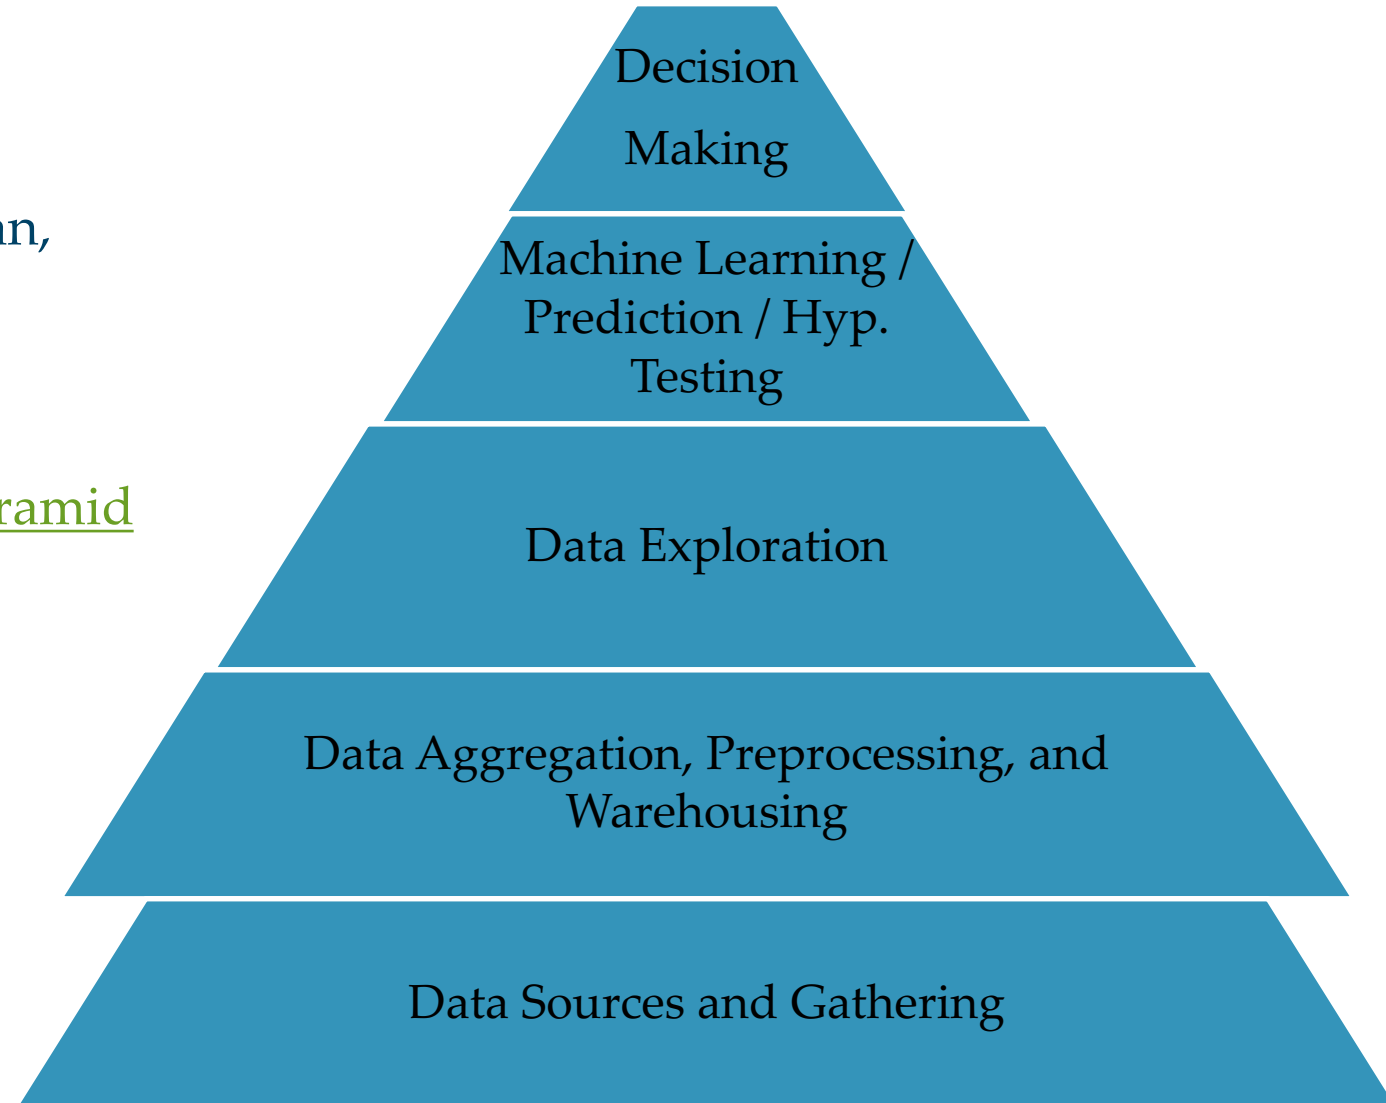 Decision
Making
Machine Learning /
Prediction / Hyp.
Testing
Data Exploration
Data Aggregation, Preprocessing, and
Warehousing
Data Sources and Gathering